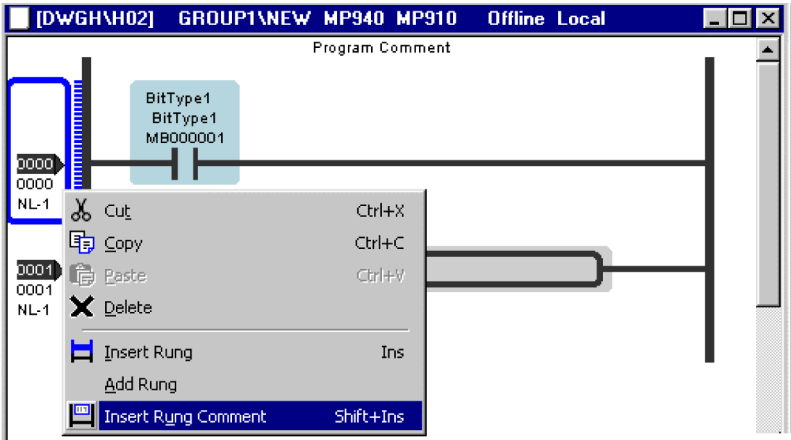 [DWGH\H02] GROUP1\NEW MP940 MP910 Offline Local
Program Comment
BitType1
BitType1
MB000001
0000
0000
NL-1
0001
0001
NL-1
Cut Ctrl+X
Copy Ctrl+C
Paste Ctrl+V
Delete
Insert Rung Ins
Add Rung
Insert Rung Comment Shift+Ins